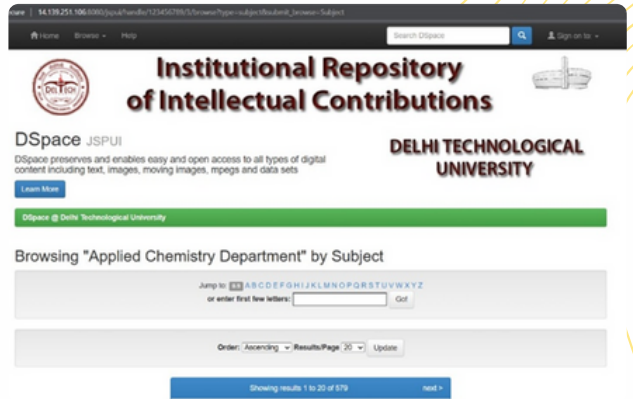 14.139.251.106:8080/jspui/handle/123456789/5/browse?type=subject&submit_browse=Subject
Home Browse Help Search DSpace Sign on to:
Institutional Repository
of Intellectual Contributions
DELTECH
DSpace JSPUI
DSpace preserves and enables easy and open access to all types of digital
content including text, images, moving images, mpegs and data sets
Learn More
DELHI TECHNOLOGICAL
UNIVERSITY
DSpace @ Delhi Technological University
Browsing "Applied Chemistry Department" by Subject
Jump to: 0-9 A B C D E F G H I J K L M N O P Q R S T U V W X Y Z
or enter first few letters: Go!
Order: Ascending Results/Page 20 Update
Showing results 1 to 20 of 579 next >